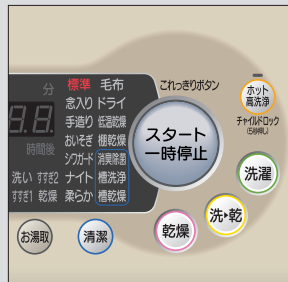 分
標準 毛布
念入り ドライ
手造り 低温乾燥
おいそぎ 棚乾燥
シワガード 消臭除菌
ナイト 槽洗浄
柔らか 槽乾燥
8.8.
時間後
洗い すすぎ2
すすぎ1 乾燥
これっきりボタン
スタート
一時停止
ホット
高洗浄
チャイルドロック
(5秒押し)
洗濯
洗▸乾
乾燥
清潔
お湯取